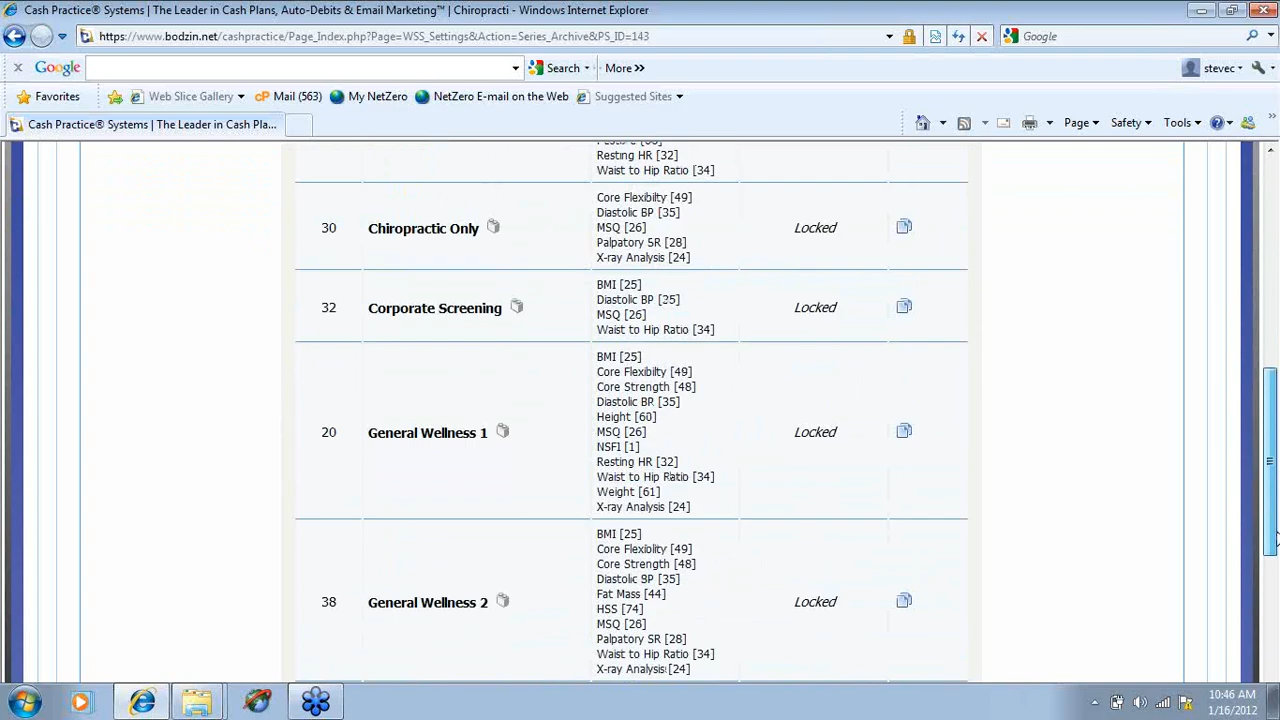 Cash Practice® Systems | The Leader in Cash Plans, Auto-Debits & Email Marketing™ | Chiropracti - Windows Internet Explorer
https://www.bodzin.net/cashpractice/Page_Index.php?Page=WSS_Settings&Action=Series_Archive&PS_ID=143
Google
x Google Search More »
stevec
Favorites Web Slice Gallery Mail (563) My NetZero NetZero E-mail on the Web Suggested Sites
Cash Practice® Systems | The Leader in Cash Pla...
Page Safety Tools
Resting HR [32]
Waist to Hip Ratio [34]
30 Chiropractic Only Locked
Core Flexibilty [49]
Diastolic BP [35]
MSQ [26]
Palpatory SR [28]
X-ray Analysis [24]
32 Corporate Screening Locked
BMI [25]
Diastolic BP [25]
MSQ [26]
Waist to Hip Ratio [34]
20 General Wellness 1 Locked
BMI [25]
Core Flexibilty [49]
Core Strength [48]
Diastolic BR [35]
Height [60]
MSQ [26]
NSFI [1]
Resting HR [32]
Waist to Hip Ratio [34]
Weight [61]
X-ray Analysis [24]
38 General Wellness 2 Locked
BMI [25]
Core Flexiblity [49]
Core Strength [48]
Diastolic BP [35]
Fat Mass [44]
HSS [74]
MSQ [26]
Palpatory SR [28]
Waist to Hip Ratio [34]
X-ray Analysis [24]
10:46 AM
1/16/2012